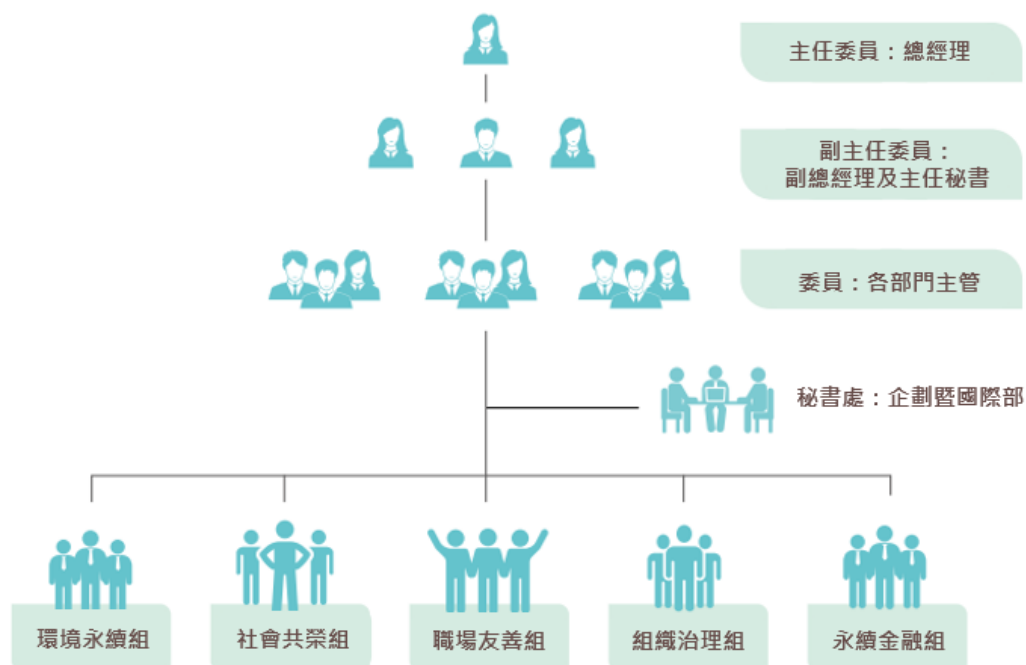 主任委員：總經理
副主任委員：
副總經理及主任秘書
委員：各部門主管
秘書處：企劃暨國際部
環境永續組
社會共榮組
職場友善組
組織治理組
永續金融組